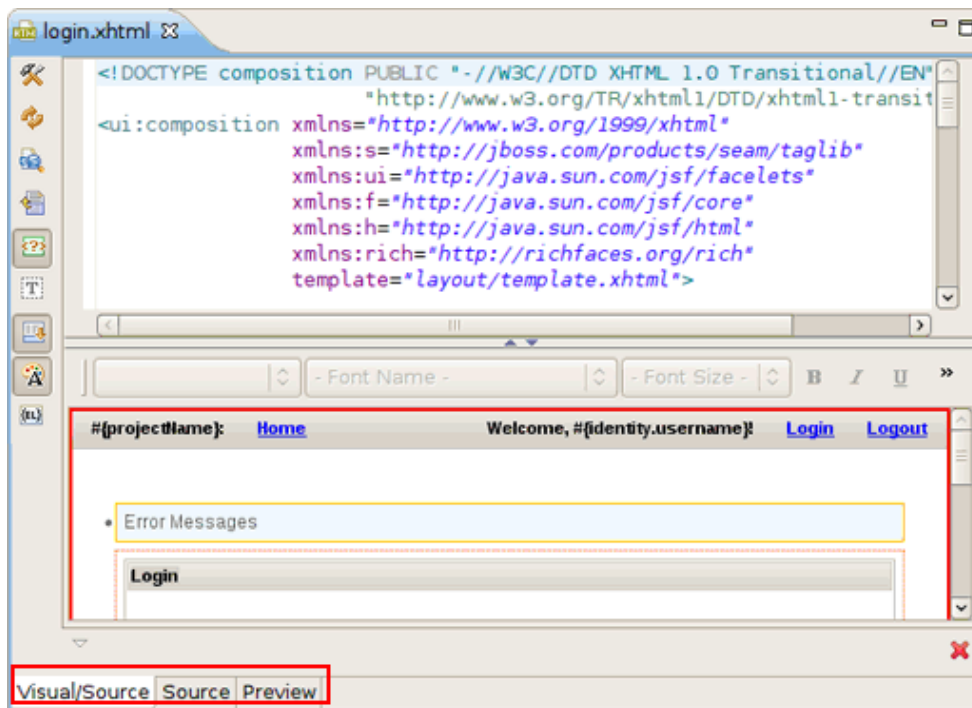 login.xhtml
<!DOCTYPE composition PUBLIC "-//W3C//DTD XHTML 1.0 Transitional//EN"
"http://www.w3.org/TR/xhtml1/DTD/xhtml1-transit
<ui:composition xmlns="http://www.w3.org/1999/xhtml"
xmlns:s="http://jboss.com/products/seam/taglib"
xmlns:ui="http://java.sun.com/jsf/facelets"
xmlns:f="http://java.sun.com/jsf/core"
xmlns:h="http://java.sun.com/jsf/html"
xmlns:rich="http://richfaces.org/rich"
template="layout/template.xhtml">
- Font Name - - Font Size - B I U »
#{projectName}: Home Welcome, #{identity.username}! Login Logout
Error Messages
Login
Visual/Source Source Preview